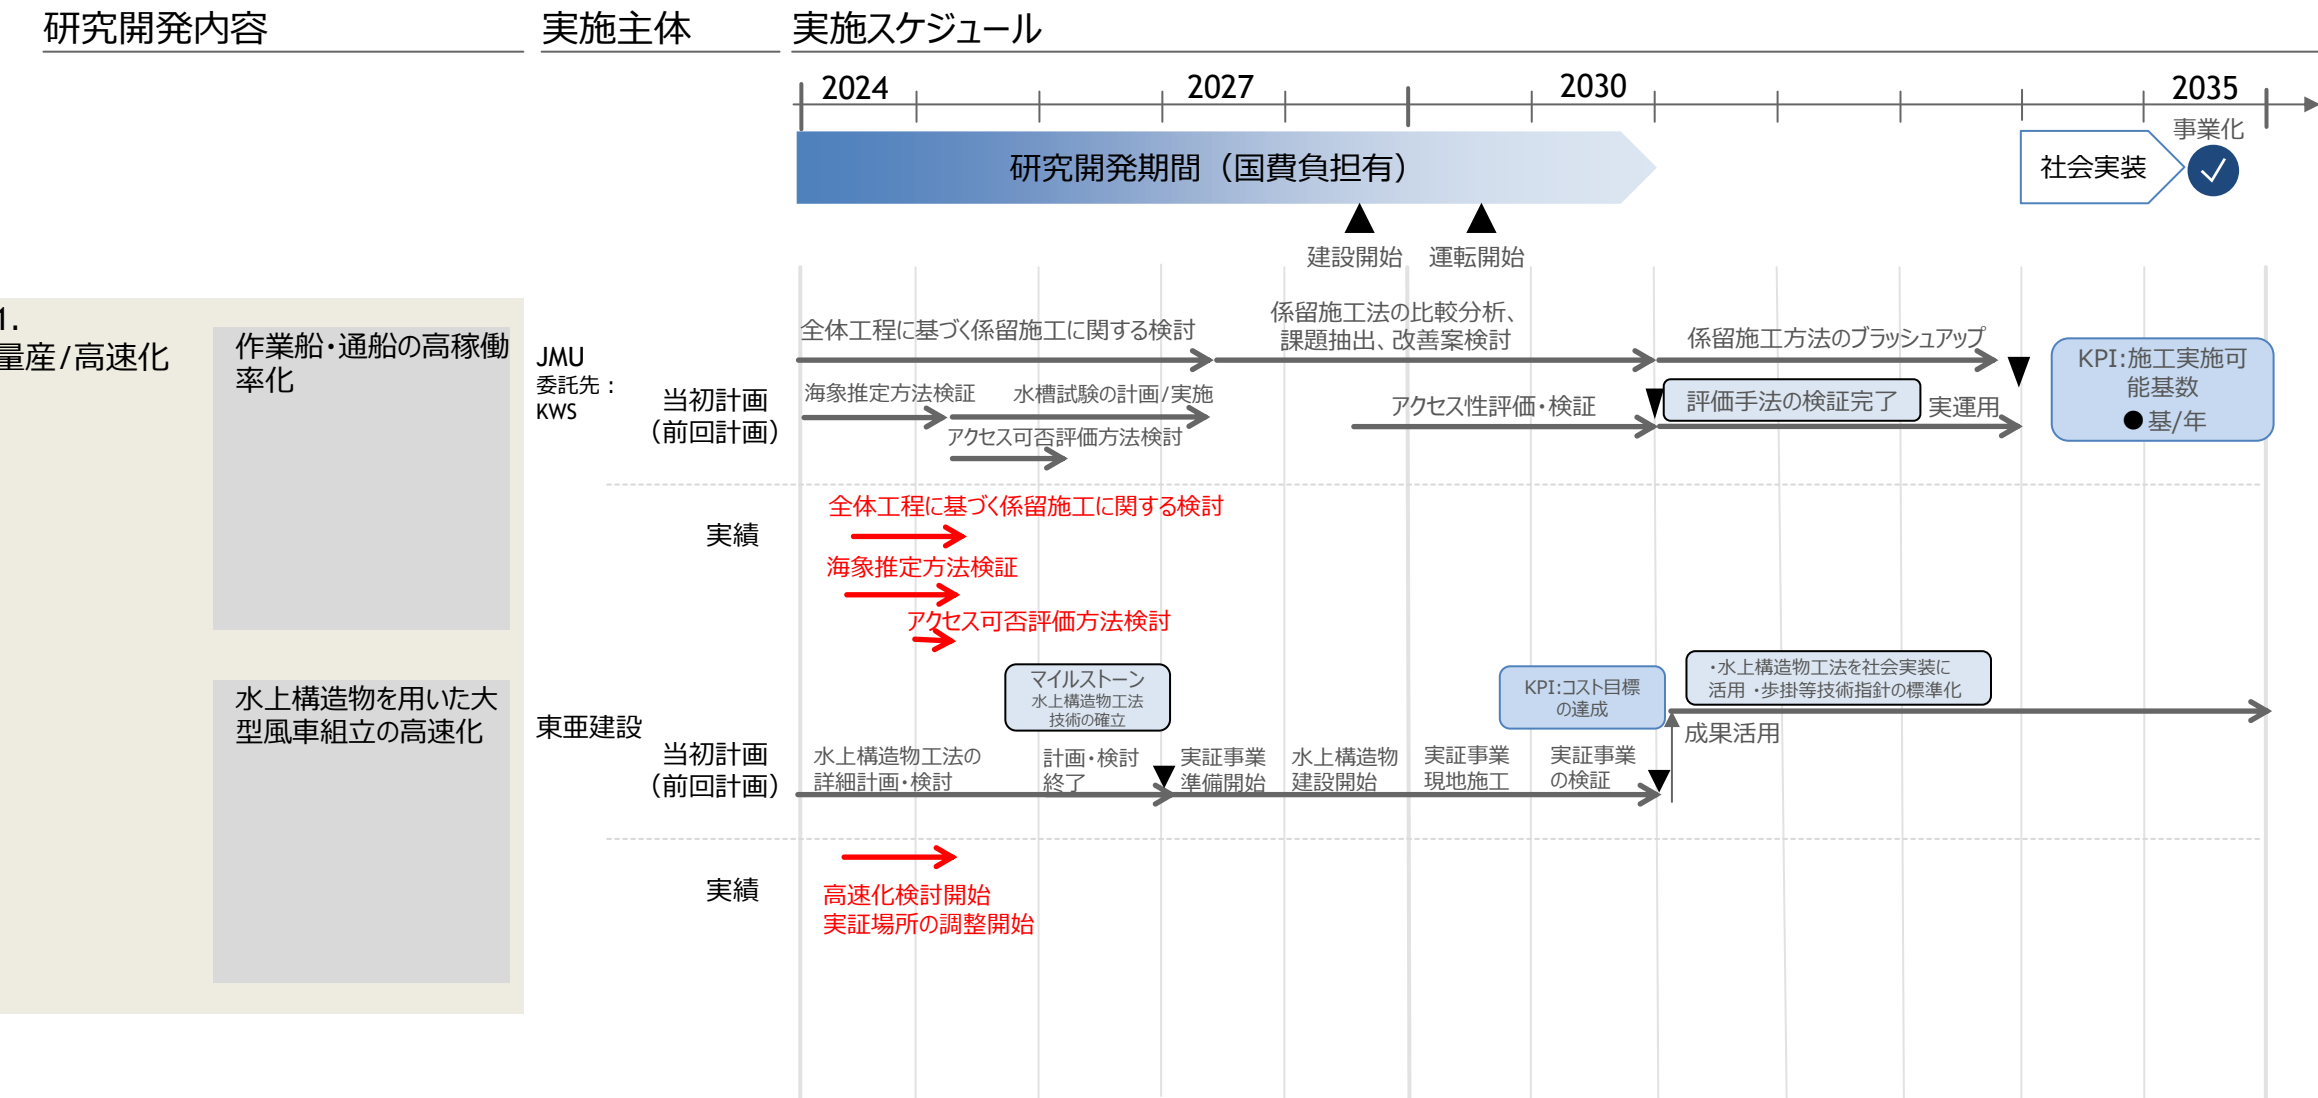 研究開発内容
実施主体
実施スケジュール
2024
2027
2030
2035
事業化
研究開発期間（国費負担有）
社会実装
建設開始
運転開始
1.
量産/高速化
作業船・通船の高稼働
率化
JMU
委託先：
KWS
当初計画
（前回計画）
全体工程に基づく係留施工に関する検討
係留施工法の比較分析、
課題抽出、改善案検討
係留施工方法のブラッシュアップ
海象推定方法検証
水槽試験の計画/実施
アクセス可否評価方法検討
アクセス性評価・検証
評価手法の検証完了
実運用
KPI:施工実施可
能基数
●基/年
実績
全体工程に基づく係留施工に関する検討
海象推定方法検証
アクセス可否評価方法検討
水上構造物を用いた大
型風車組立の高速化
東亜建設
当初計画
（前回計画）
マイルストーン
水上構造物工法
技術の確立
KPI:コスト目標
の達成
・水上構造物工法を社会実装に
活用 ・歩掛等技術指針の標準化
成果活用
水上構造物工法の
詳細計画・検討
計画・検討
終了
実証事業
準備開始
水上構造物
建設開始
実証事業
現地施工
実証事業
の検証
実績
高速化検討開始
実証場所の調整開始